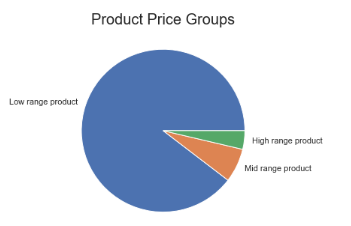 Product Price Groups
Low range product
High range product
Mid range product